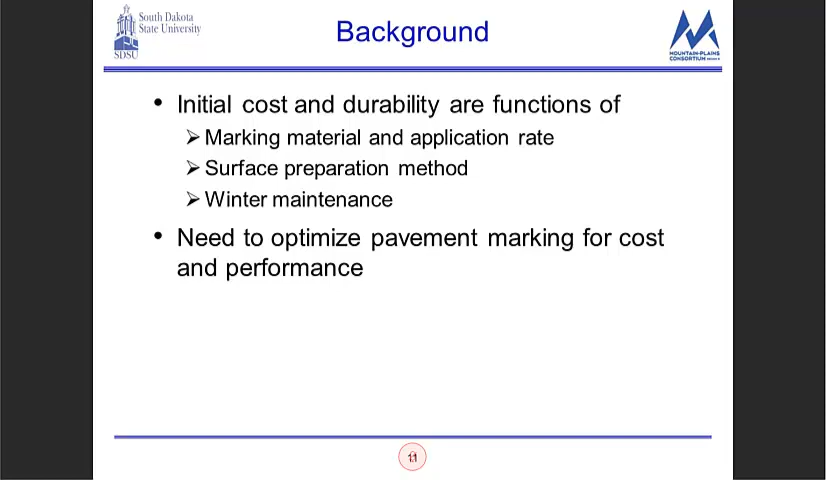 South Dakota
State University
SDSU
Background
MOUNTAIN-PLAINS
CONSORTIUM
• Initial cost and durability are functions of
➢ Marking material and application rate
➢ Surface preparation method
➢ Winter maintenance
• Need to optimize pavement marking for cost
and performance